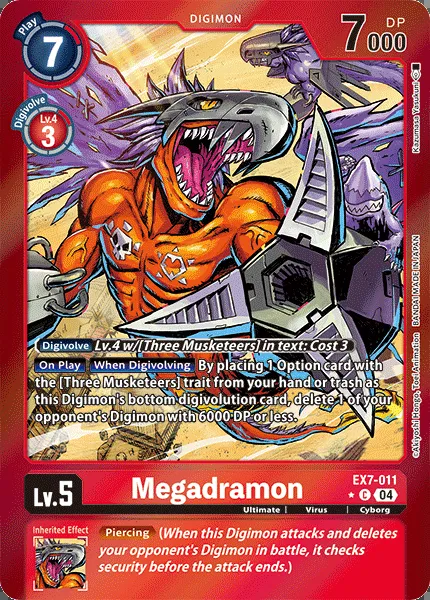 DIGIMON
Play
7
DP
7000
Digivolve
Lv.4
3
Kazumasa Yasukuni
©Akiyoshi Hongo, Toei Animation BANDAI MADE IN JAPAN
Digivolve Lv.4 w/[Three Musketeers] in text: Cost 3
On Play When Digivolving By placing 1 Option card with
the [Three Musketeers] trait from your hand or trash as
this Digimon's bottom digivolution card, delete 1 of your
opponent's Digimon with 6000 DP or less.
EX7-011
Lv.5
Megadramon
C 04
Ultimate | Virus | Cyborg
Inherited Effect
Piercing (When this Digimon attacks and deletes
your opponent's Digimon in battle, it checks
security before the attack ends.)